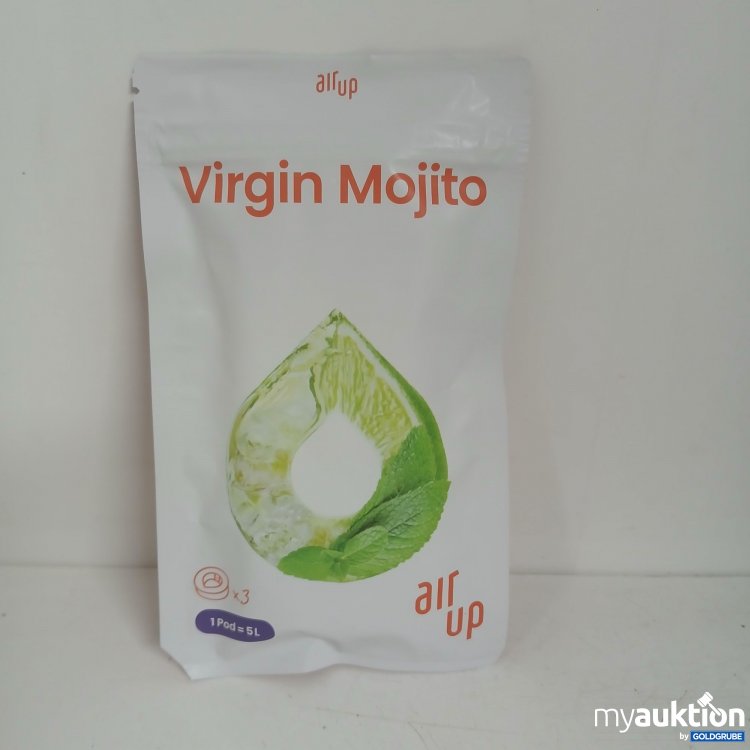 air up
Virgin Mojito
x3
1 Pod = 5L
air
up
myauktion
by GOLDGRUBE